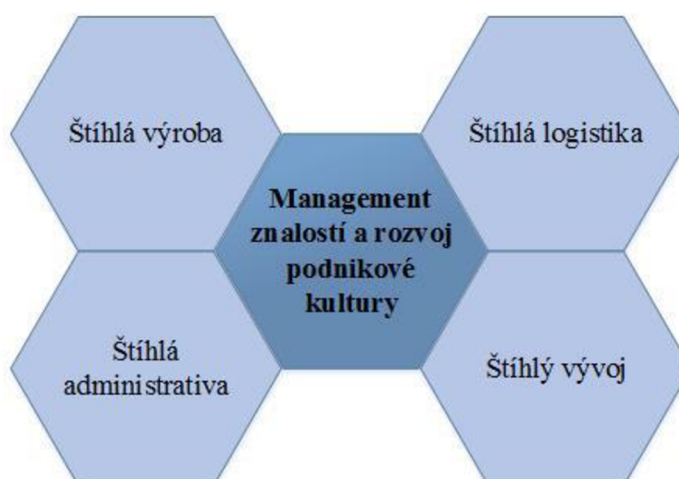 Štíhlá výroba
Štíhlá logistika
Management
znalostí a rozvoj
podnikové
kultury
Štíhlá
administrativa
Štíhlý vývoj